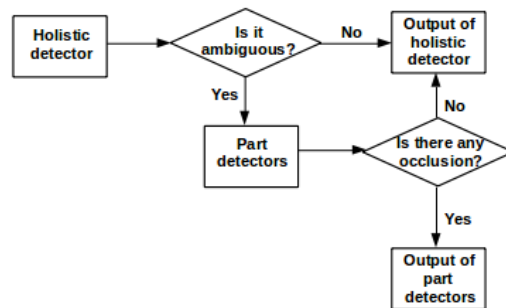 Holistic
detector
Is it
ambiguous?
No
Output of
holistic
detector
Yes
Part
detectors
Is there any
occlusion?
No
Yes
Output of
part
detectors